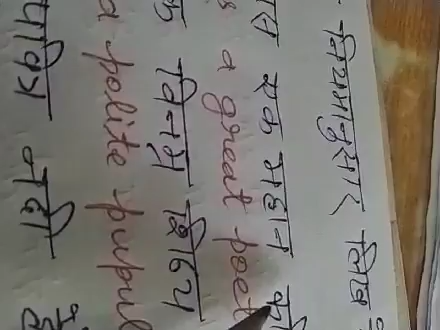 नियमानुसार
एक महान
a great poet
विनम्र शिष्य
a polite pupil
पवित्र नदी